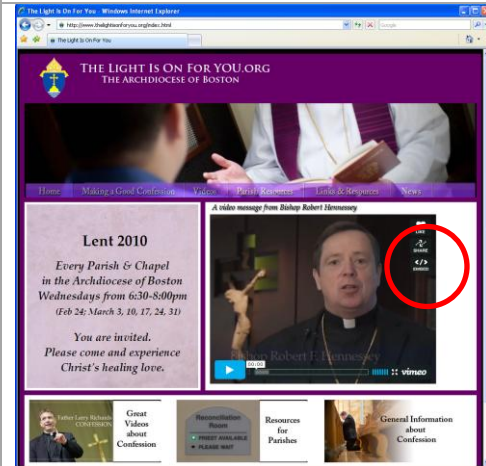 The Light Is On For You - Windows Internet Explorer
http://www.thelightisonforyou.org/index.html
Google
The Light Is On For You
THE LIGHT IS ON FOR YOU.ORG
THE ARCHDIOCESE OF BOSTON
Home Making a Good Confession Videos Parish Resources Links & Resources News
A video message from Bishop Robert Hennessey.
Lent 2010
Every Parish & Chapel
in the Archdiocese of Boston
Wednesdays from 6:30-8:00pm
(Feb 24; March 3, 10, 17, 24, 31)
You are invited.
Please come and experience
Christ's healing love.
LIKE
SHARE
</>
EMBED
Bishop Robert F. Hennessey
00:00
vimeo
Father Larry Richards
CONFESSION
Great
Videos
about
Confession
Reconciliation
Room
PRIEST AVAILABLE
PLEASE WAIT
Resources
for
Parishes
General Information
about
Confession